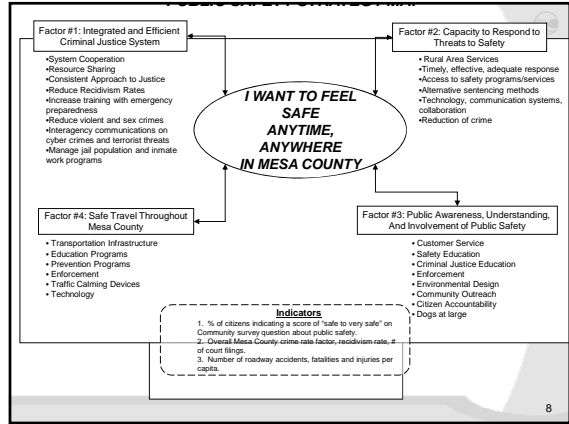 PUBLIC SAFETY STRATEGY MAP
Factor #1: Integrated and Efficient
Criminal Justice System
•System Cooperation
•Resource Sharing
•Consistent Approach to Justice
•Reduce Recidivism Rates
•Increase training with emergency
preparedness
•Reduce violent and sex crimes
•Interagency communications on
cyber crimes and terrorist threats
•Manage jail population and inmate
work programs
Factor #2: Capacity to Respond to
Threats to Safety
• Rural Area Services
•Timely, effective, adequate response
•Access to safety programs/services
•Alternative sentencing methods
•Technology, communication systems,
collaboration
•Reduction of crime
I WANT TO FEEL
SAFE
ANYTIME,
ANYWHERE
IN MESA COUNTY
Factor #4: Safe Travel Throughout
Mesa County
• Transportation Infrastructure
• Education Programs
• Prevention Programs
• Enforcement
• Traffic Calming Devices
• Technology
Factor #3: Public Awareness, Understanding,
And Involvement of Public Safety
• Customer Service
• Safety Education
• Criminal Justice Education
• Enforcement
• Environmental Design
• Community Outreach
• Citizen Accountability
• Dogs at large
Indicators
1. % of citizens indicating a score of "safe to very safe" on
Community survey question about public safety.
2. Overall Mesa County crime rate factor, recidivism rate, #
of court filings.
3. Number of roadway accidents, fatalities and injuries per
capita.
8